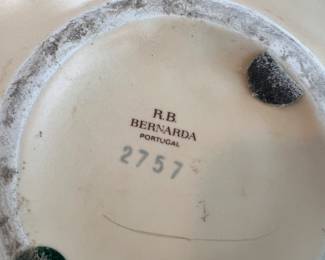 R.B.
BERNARDA
PORTUGAL
2757